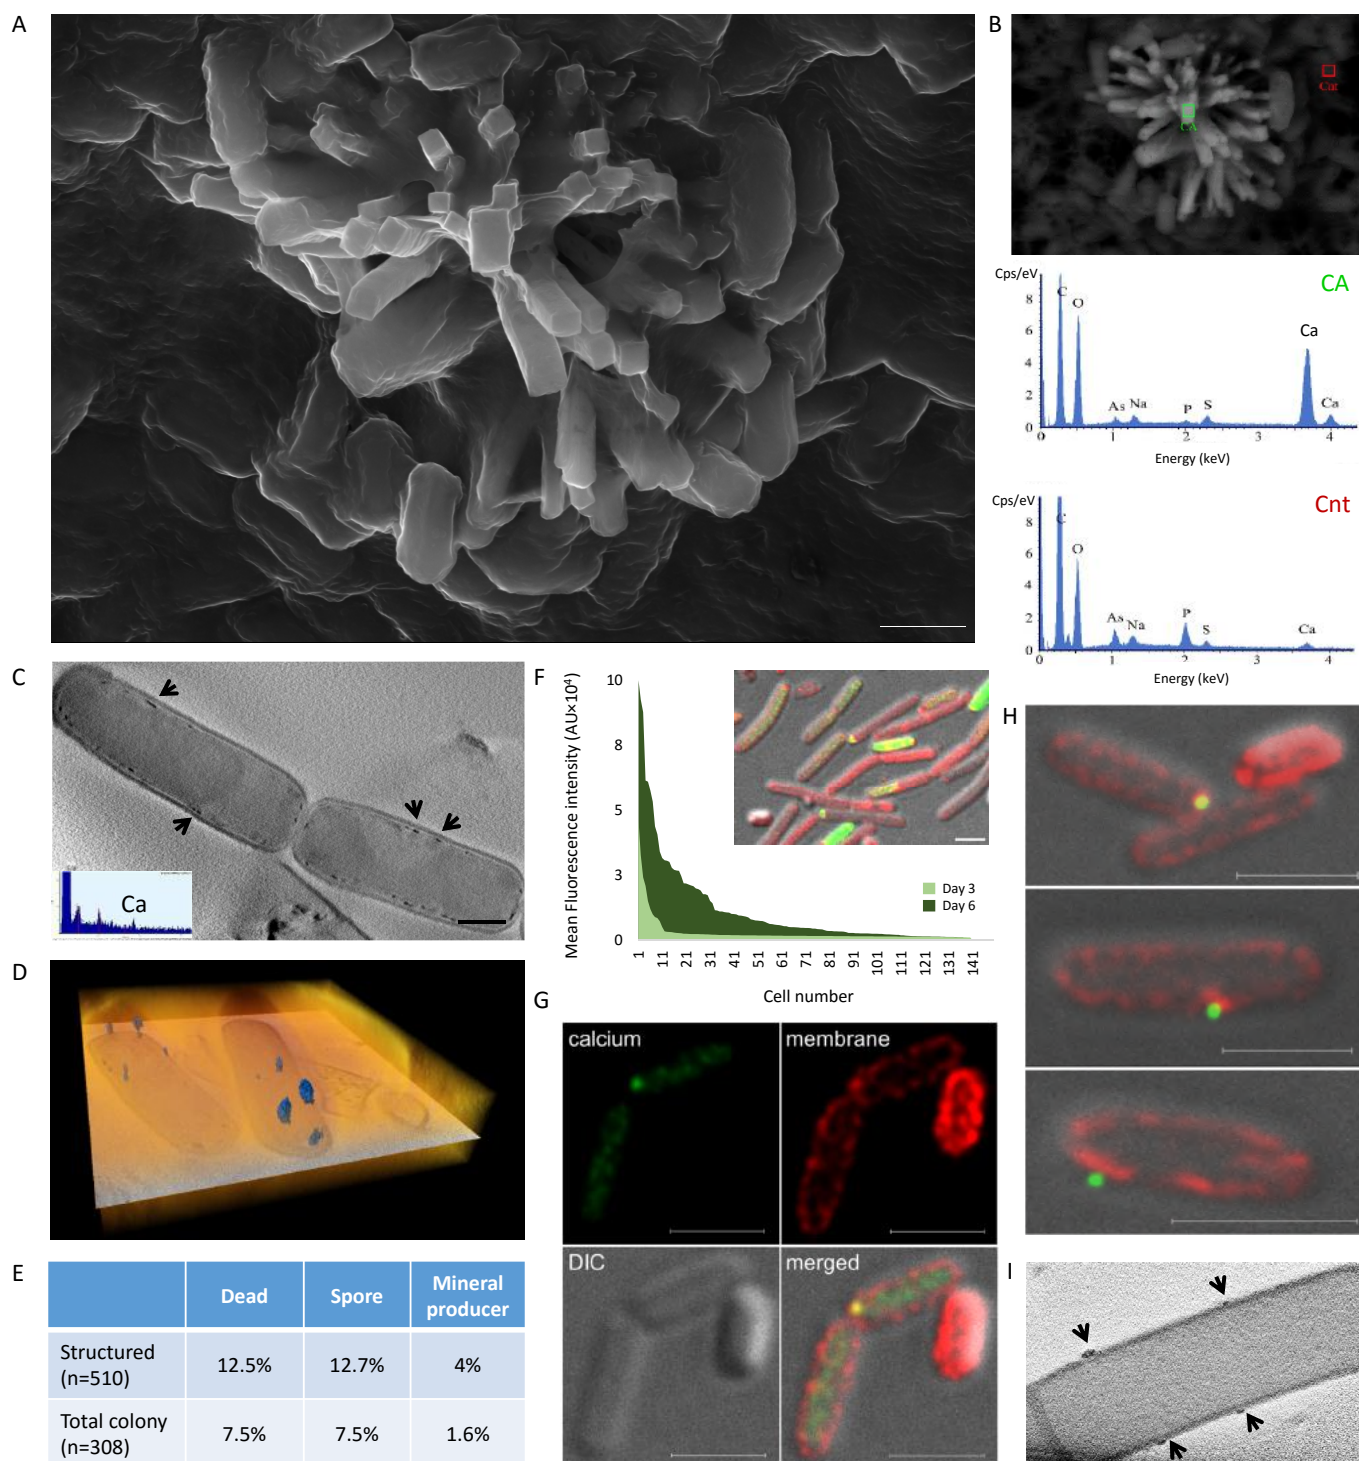 A
B
Cnt
CA
Cps/eV
CA
8
6
4
2
0
C
O
As
Na
P
S
Ca
Ca
0
1
2
3
4
Energy (keV)
Cps/eV
Cnt
8
6
4
2
0
C
O
As
Na
P
S
Ca
0
1
2
3
4
Energy (keV)
C
Ca
D
E
Dead
Spore
Mineral
producer
Structured
(n=510)
12.5%
12.7%
4%
Total colony
(n=308)
7.5%
7.5%
1.6%
F
Mean Fluorescence intensity (AU×10⁴)
10
8
5
3
0
Day 3
Day 6
1
11
21
31
41
51
61
71
81
91
101
111
121
131
141
Cell number
G
calcium
membrane
DIC
merged
H
I